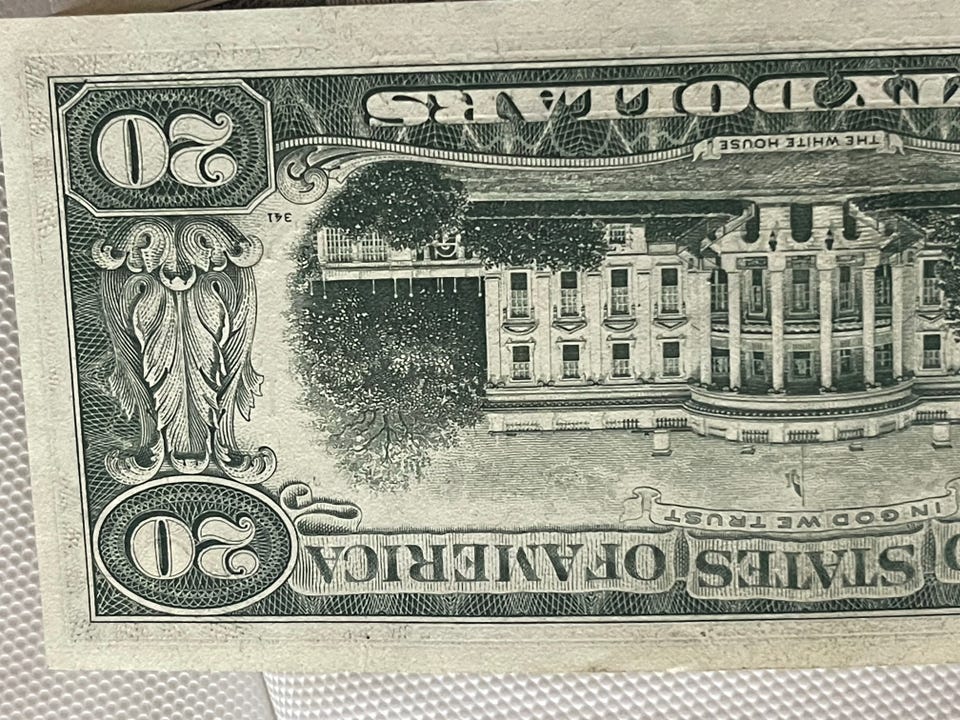 STATES OF AMERICA 20
IN GOD WE TRUST
341
THE WHITE HOUSE
DOLLARS 20